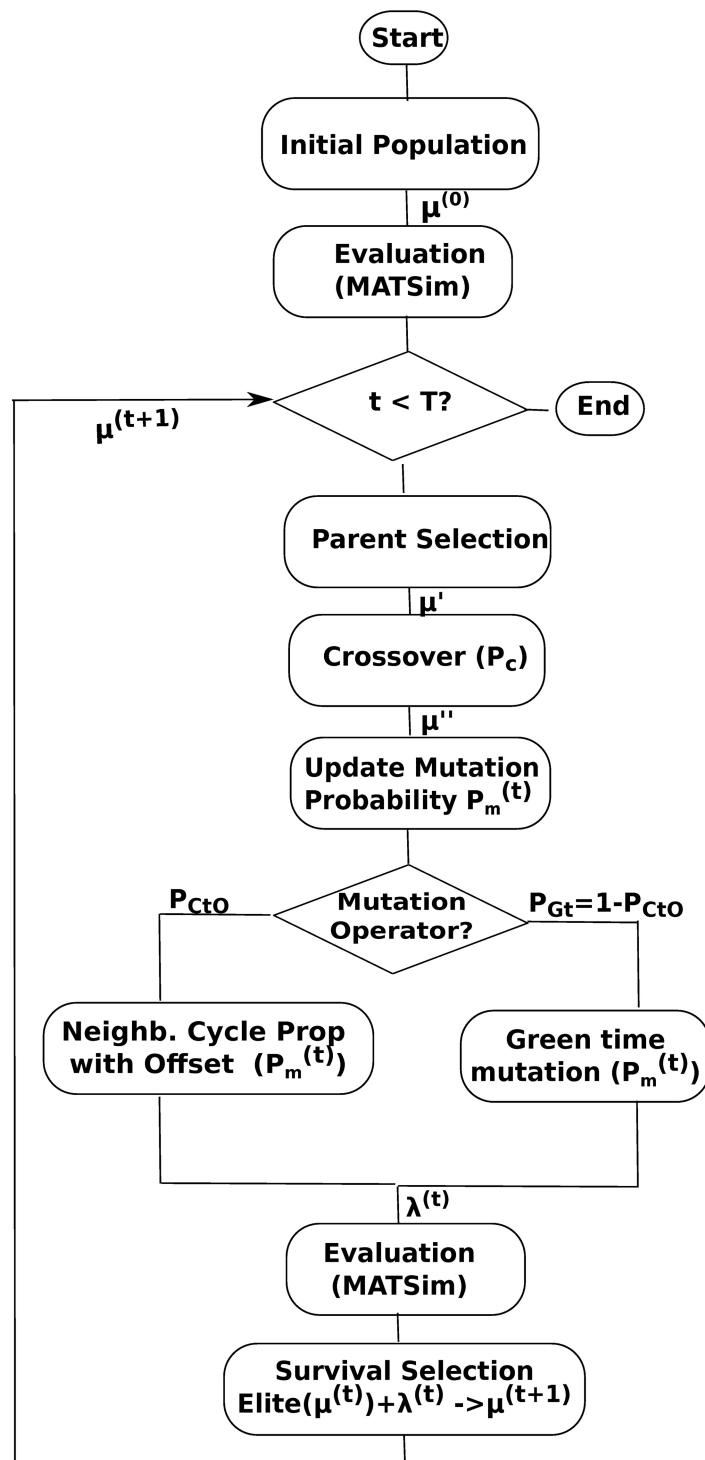 Start
Initial Population
μ(0)
Evaluation
(MATSim)
t < T?
End
μ(t+1)
Parent Selection
μ'
Crossover (Pc)
μ''
Update Mutation
Probability Pm(t)
Mutation
Operator?
PCtO
PGt=1-PCtO
Neighb. Cycle Prop
with Offset (Pm(t))
Green time
mutation (Pm(t))
λ(t)
Evaluation
(MATSim)
Survival Selection
Elite(μ(t))+λ(t) ->μ(t+1)